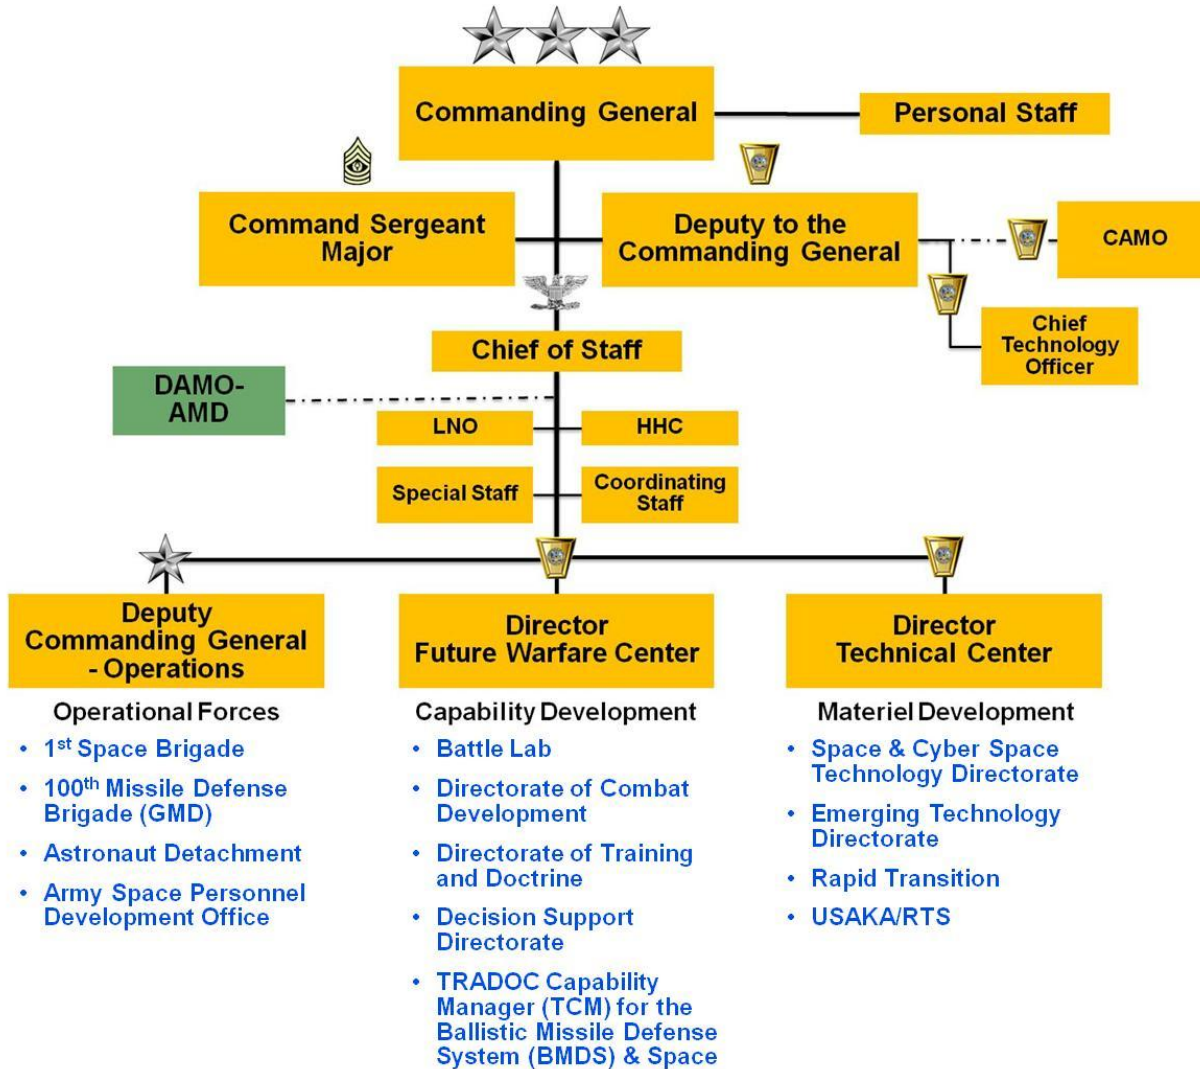 Commanding General
Personal Staff
Command Sergeant
Major
Deputy to the
Commanding General
CAMO
Chief
Technology
Officer
Chief of Staff
DAMO-
AMD
LNO
HHC
Special Staff
Coordinating
Staff
Deputy
Commanding General
- Operations
Director
Future Warfare Center
Director
Technical Center
Operational Forces
• 1st Space Brigade
• 100th Missile Defense
Brigade (GMD)
• Astronaut Detachment
• Army Space Personnel
Development Office
Capability Development
• Battle Lab
• Directorate of Combat
Development
• Directorate of Training
and Doctrine
• Decision Support
Directorate
• TRADOC Capability
Manager (TCM) for the
Ballistic Missile Defense
System (BMDS) & Space
Materiel Development
• Space & Cyber Space
Technology Directorate
• Emerging Technology
Directorate
• Rapid Transition
• USAKA/RTS